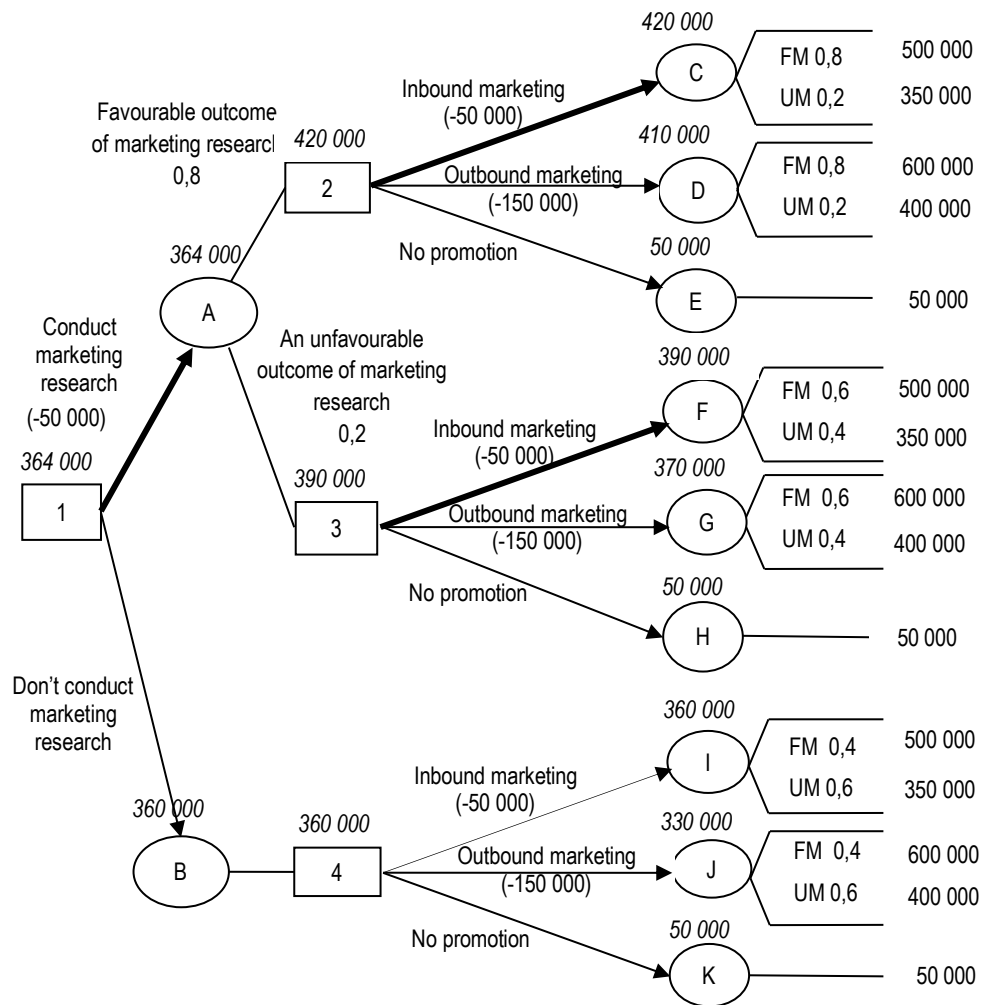 420 000
C
FM 0,8
500 000
UM 0,2
350 000
Inbound marketing
(-50 000)
Favourable outcome
of marketing researcl
0,8
420 000
2
410 000
D
FM 0,8
600 000
UM 0,2
400 000
Outbound marketing
(-150 000)
No promotion
50 000
E
50 000
364 000
A
Conduct
marketing
research
(-50 000)
364 000
1
An unfavourable
outcome of marketing
research
0,2
390 000
3
390 000
F
FM 0,6
500 000
UM 0,4
350 000
Inbound marketing
(-50 000)
370 000
G
FM 0,6
600 000
UM 0,4
400 000
Outbound marketing
(-150 000)
No promotion
50 000
H
50 000
Don’t conduct
marketing
research
360 000
B
360 000
4
360 000
I
FM 0,4
500 000
UM 0,6
350 000
Inbound marketing
(-50 000)
330 000
J
FM 0,4
600 000
UM 0,6
400 000
Outbound marketing
(-150 000)
No promotion
50 000
K
50 000